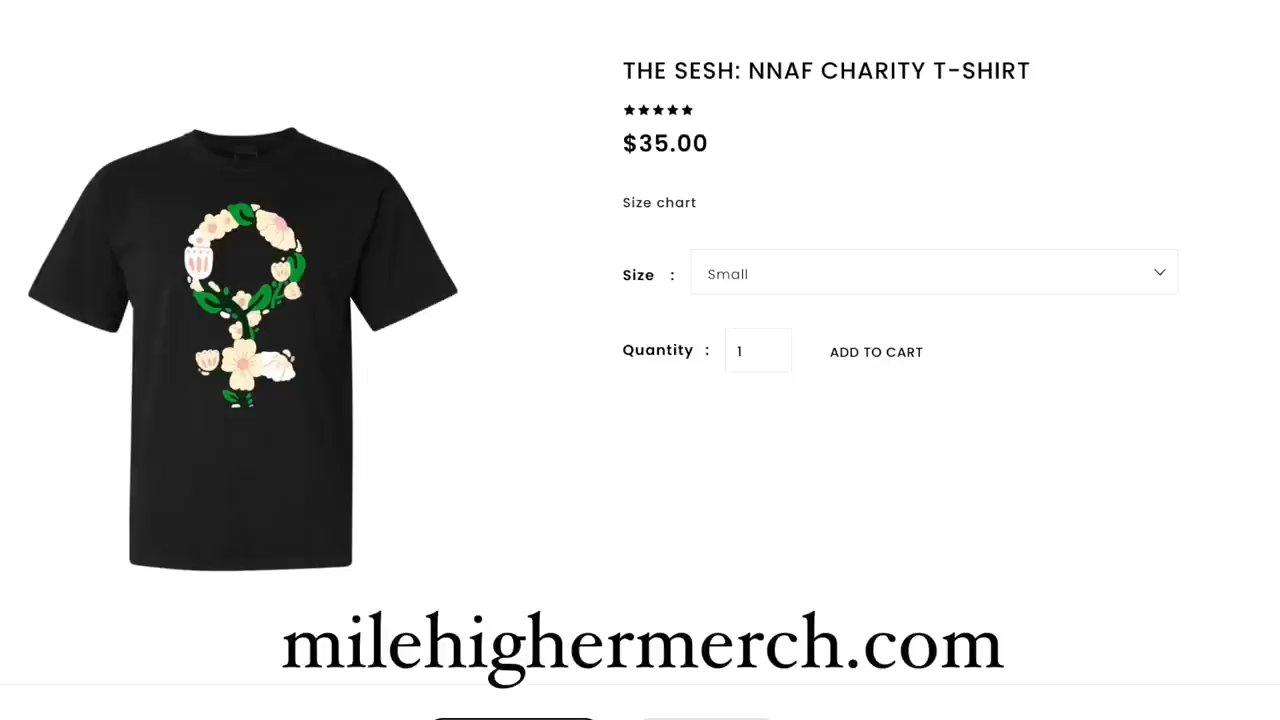 THE SESH: NNAF CHARITY T-SHIRT
$35.00
Size chart
Size :
Small
Quantity :
1
ADD TO CART
milehighermerch.com